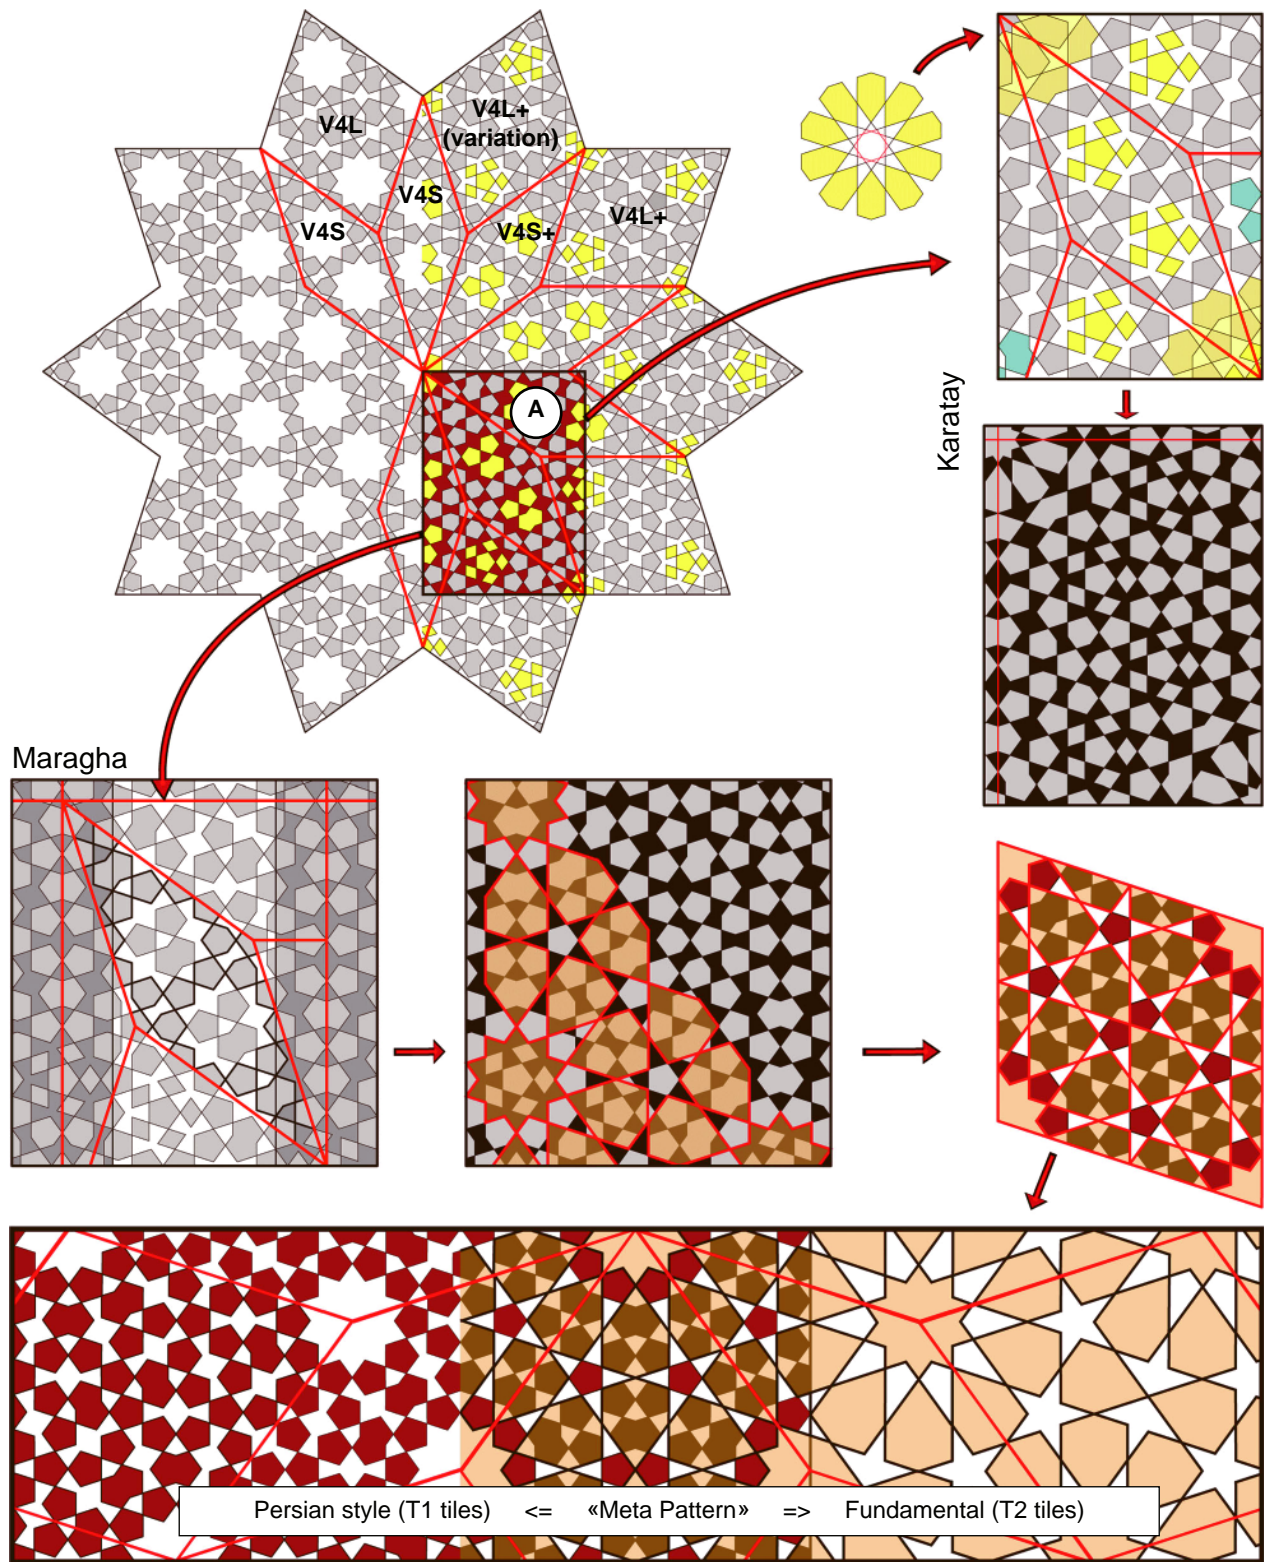 V4L
V4L+
(variation)
V4S
V4S
V4S+
V4L+
A
Karatay
Maragha
Persian style (T1 tiles) <= «Meta Pattern» => Fundamental (T2 tiles)